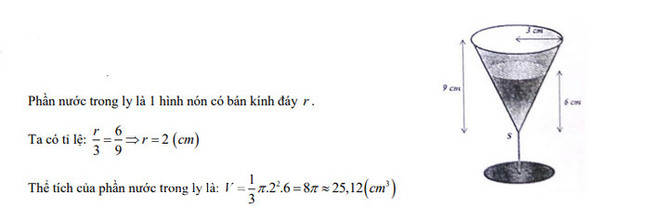 3 cm
Phần nước trong ly là 1 hình nón có bán kính đáy r .
9 cm
6 cm
Ta có tỉ lệ: r/3 = 6/9 ⇒ r = 2 (cm)
S
Thể tích của phần nước trong ly là: V = 1/3 π.2².6 = 8π ≈ 25,12(cm³)